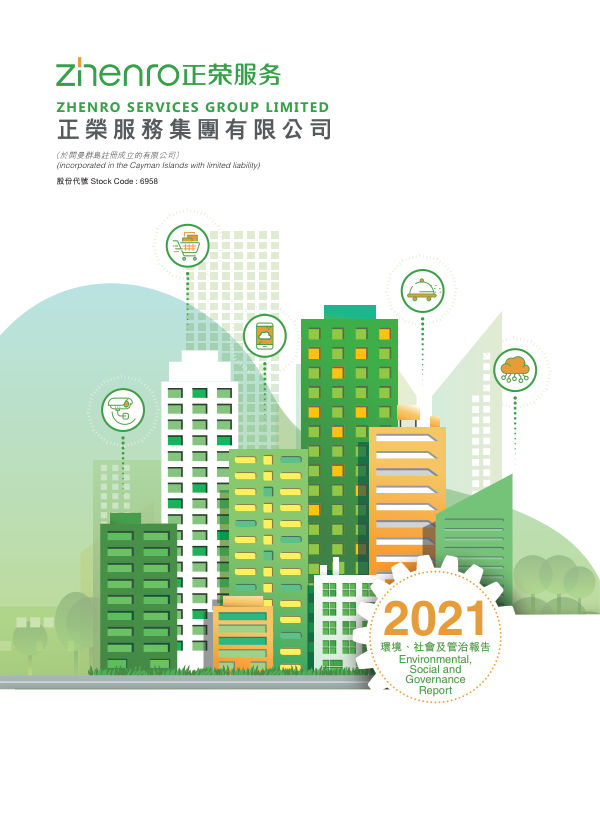 zhenro正荣服务
ZHENRO SERVICES GROUP LIMITED
正榮服務集團有限公司
（於開曼群島註冊成立的有限公司）
(incorporated in the Cayman Islands with limited liability)
股份代號 Stock Code : 6958
2021
環境、社會及管治報告
Environmental,
Social and
Governance
Report